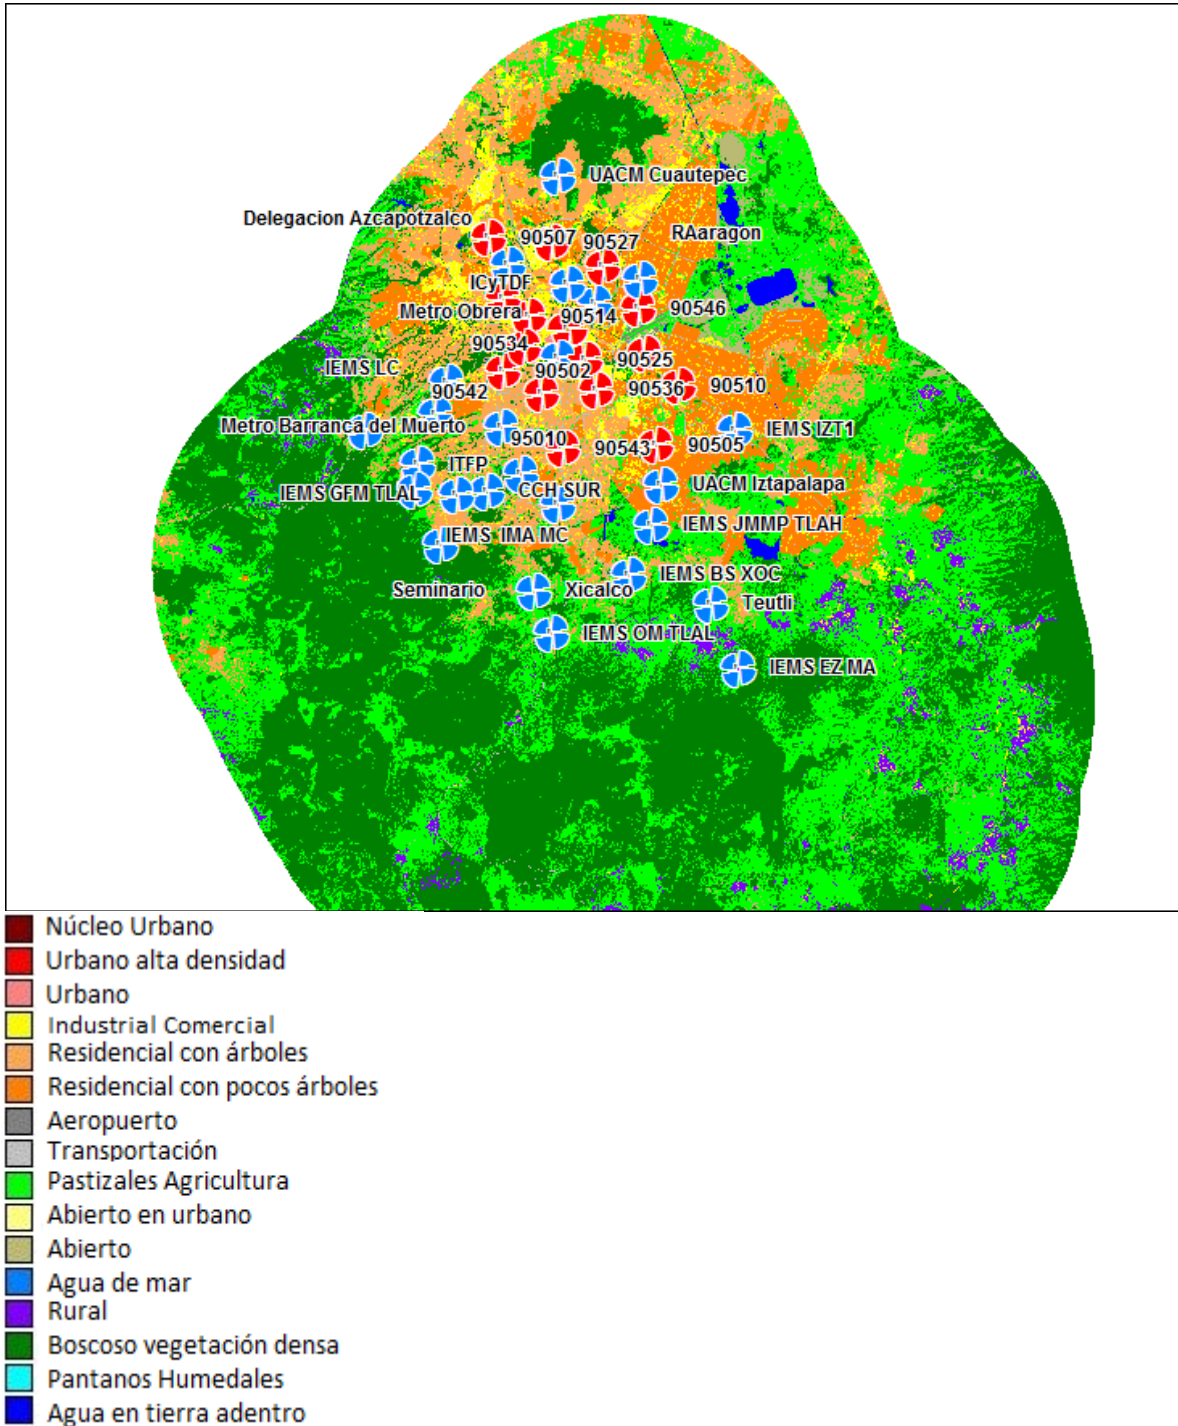 UACM Cuautepec
Delegacion Azcapotzalco
90507
90527
RAaragon
ICyTDF
Metro Obrera
90514
90546
90534
90525
IEMS LC
90502
90542
90536
90510
Metro Barranca del Muerto
95010
90543
90505
IEMS IZT1
ITFP
IEMS GFM TLAL
CCH SUR
UACM Iztapalapa
IEMS IMA MC
IEMS JMMP TLAH
Seminario
Xicalco
IEMS BS XOC
Teutli
IEMS OM TLAL
IEMS EZ MA
Núcleo Urbano
Urbano alta densidad
Urbano
Industrial Comercial
Residencial con árboles
Residencial con pocos árboles
Aeropuerto
Transportación
Pastizales Agricultura
Abierto en urbano
Abierto
Agua de mar
Rural
Boscoso vegetación densa
Pantanos Humedales
Agua en tierra adentro